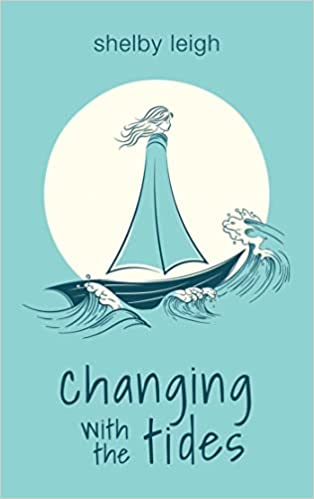 shelby leigh
changing
with the tides